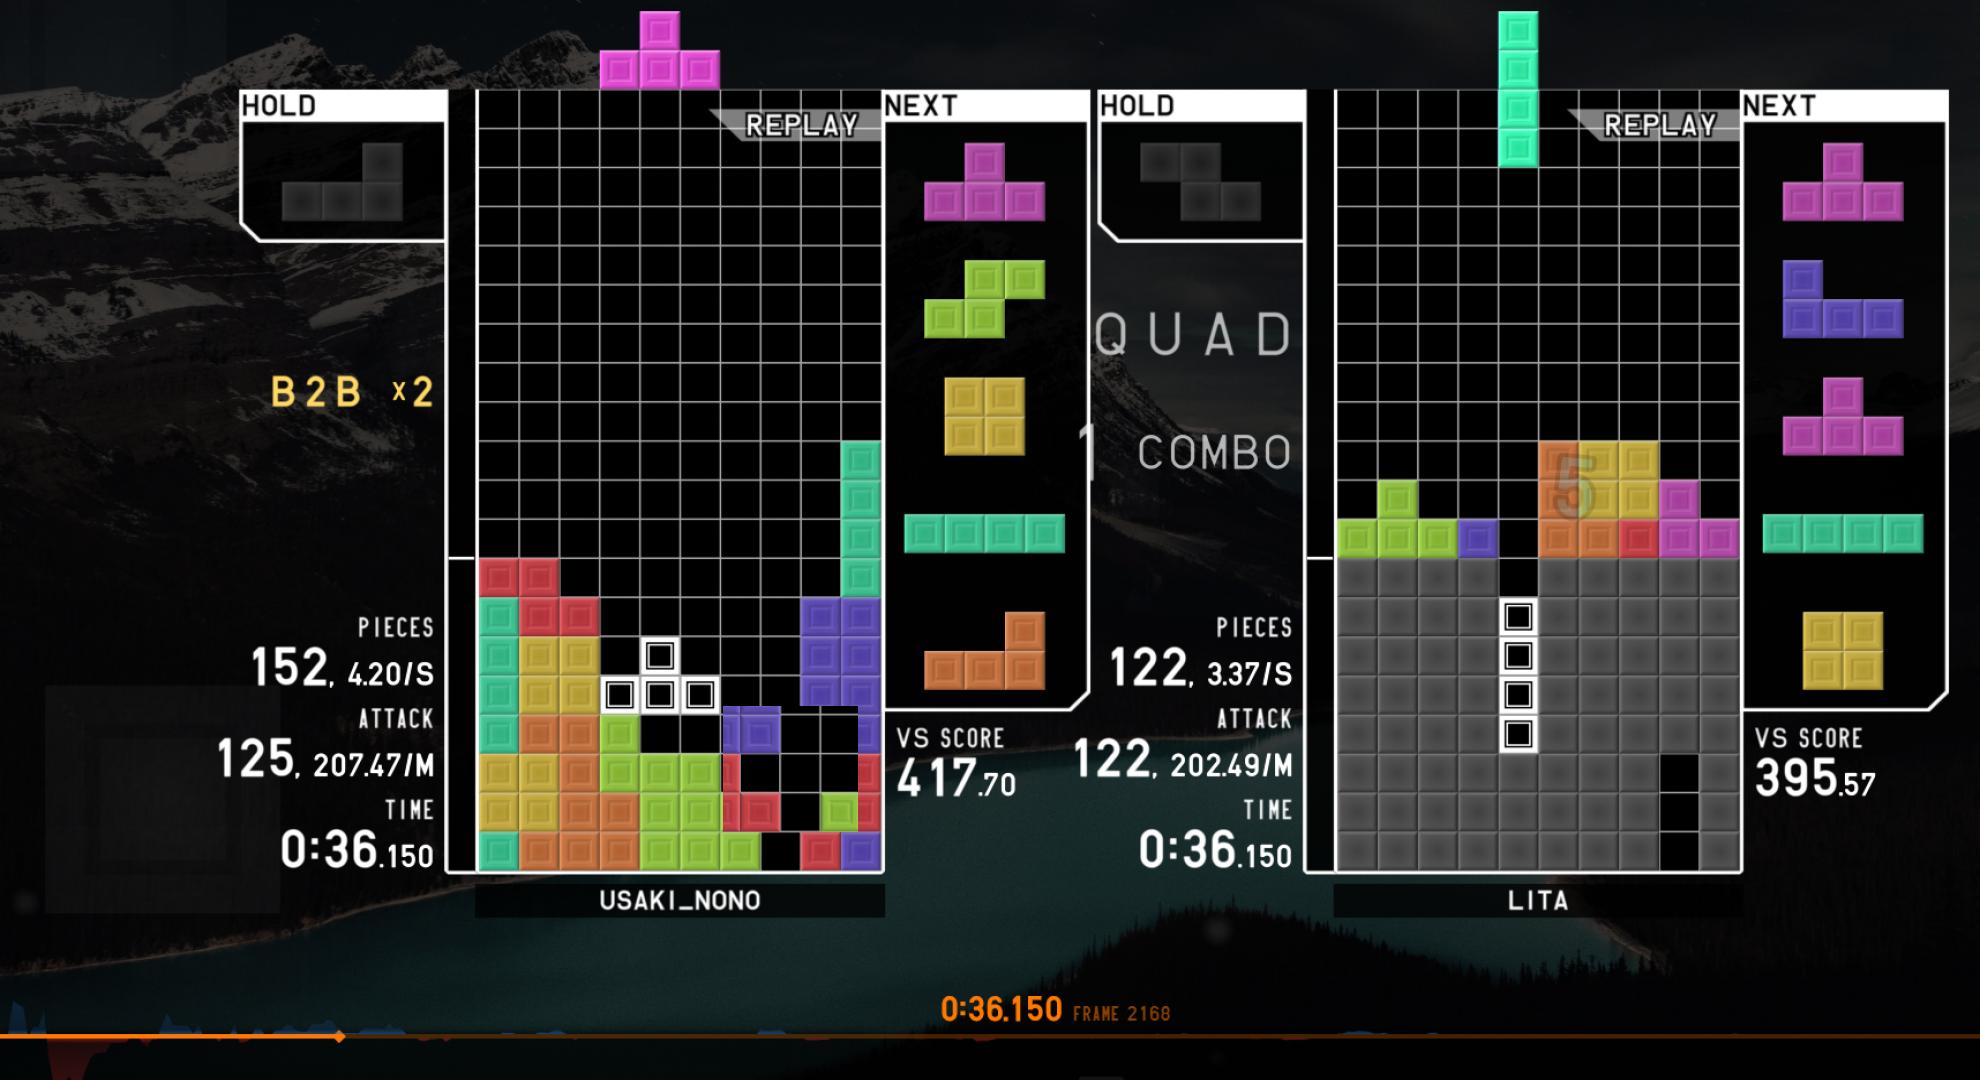 HOLD
REPLAY
NEXT
B2B x2
PIECES
152, 4.20/S
ATTACK
125, 207.47/M
TIME
0:36.150
VS SCORE
417.70
USAKI_NONO
HOLD
REPLAY
NEXT
QUAD
1 COMBO
5
PIECES
122, 3.37/S
ATTACK
122, 202.49/M
TIME
0:36.150
VS SCORE
395.57
LITA
0:36.150 FRAME 2168